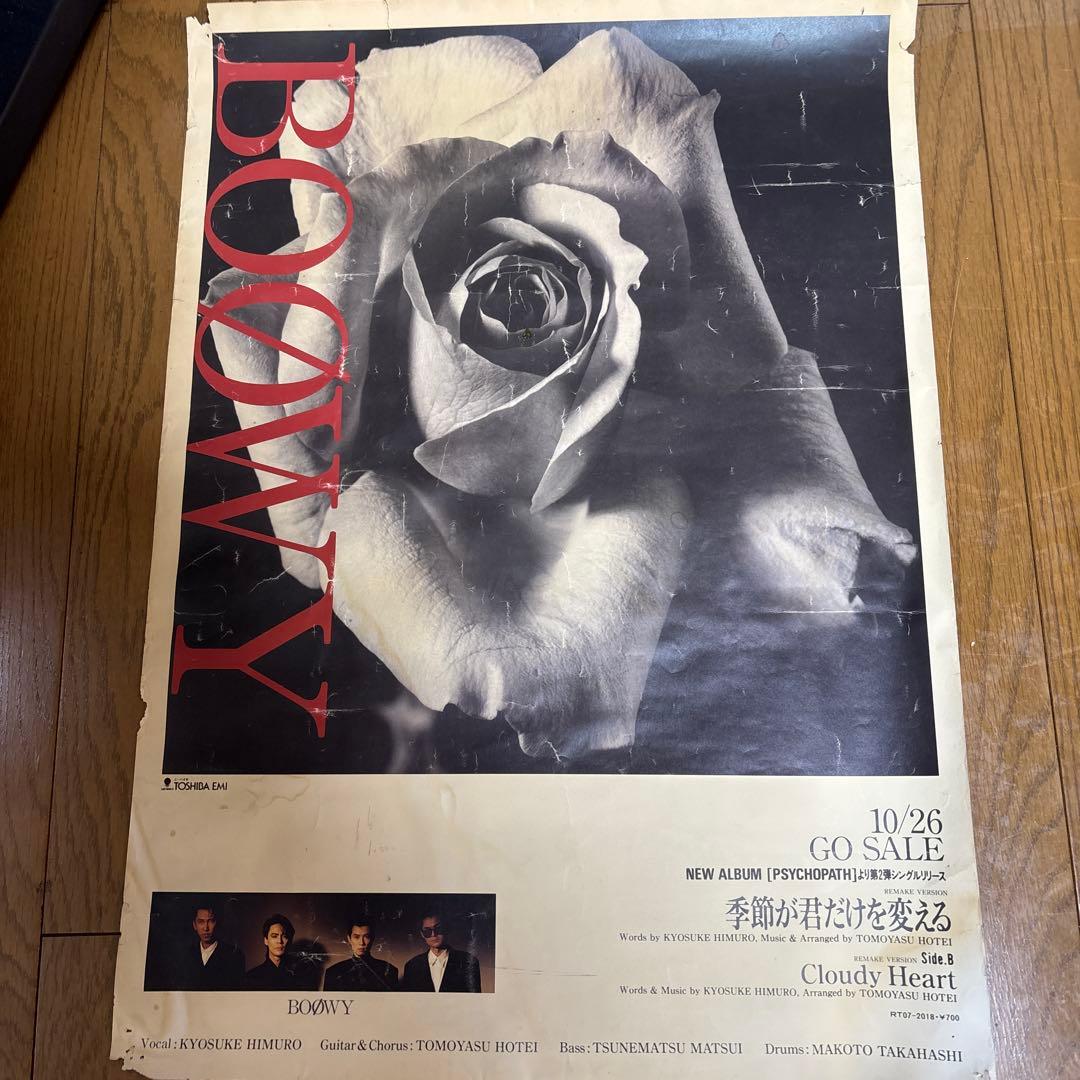 BOØWY
TOSHIBA EMI
10/26
GO SALE
NEW ALBUM [PSYCHOPATH]より第2弾シングルリリース
REMAKE VERSION
季節が君だけを変える
Words by KYOSUKE HIMURO, Music & Arranged by TOMOYASU HOTEI
REMAKE VERSION Side.B
Cloudy Heart
Words & Music by KYOSUKE HIMURO, Arranged by TOMOYASU HOTEI
RT07-2018・¥700
BOØWY
Vocal:KYOSUKE HIMURO Guitar&Chorus:TOMOYASU HOTEI Bass:TSUNEMATSU MATSUI Drums:MAKOTO TAKAHASHI